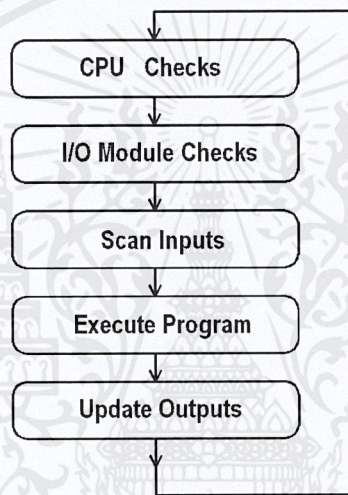 CPU Checks
I/O Module Checks
Scan Inputs
Execute Program
Update Outputs